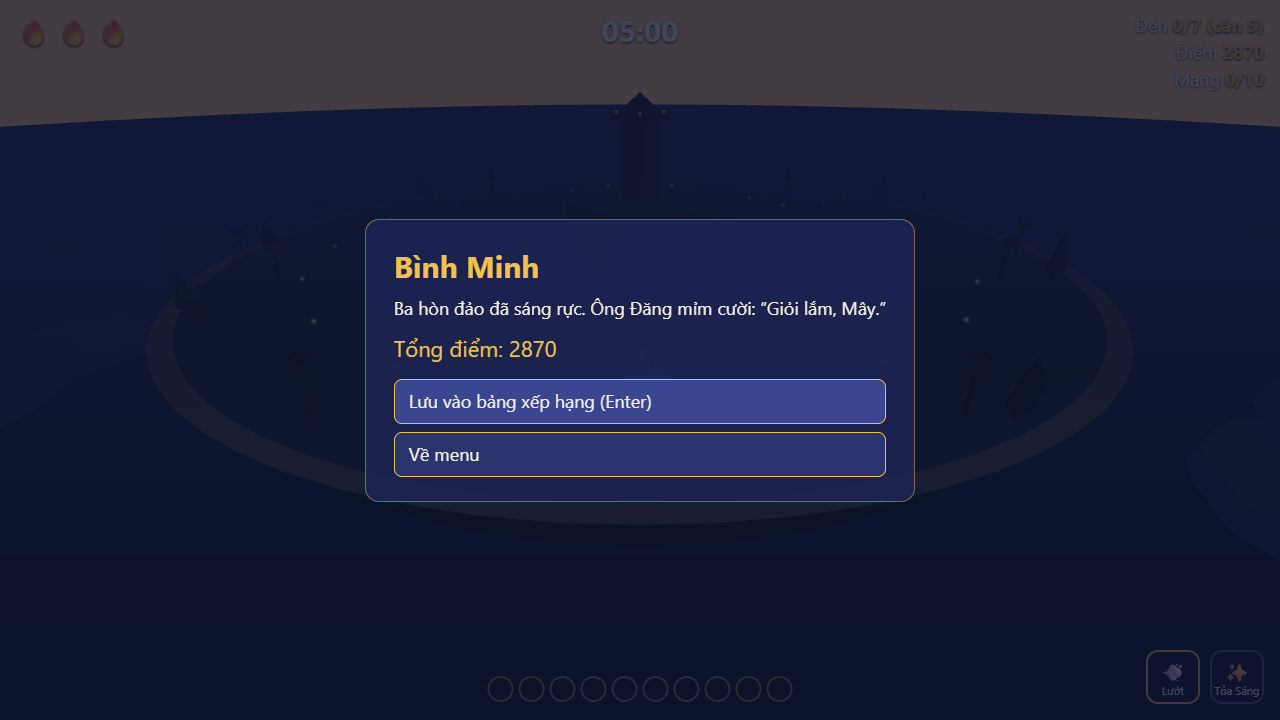 05:00
Đèn 0/7 (cần 5)
Điểm 2870
Mang 0/10
Bình Minh
Ba hòn đảo đã sáng rực. Ông Đăng mỉm cười: “Giỏi lắm, Mây.”
Tổng điểm: 2870
Lưu vào bảng xếp hạng (Enter)
Về menu
Lướt
Tỏa Sáng